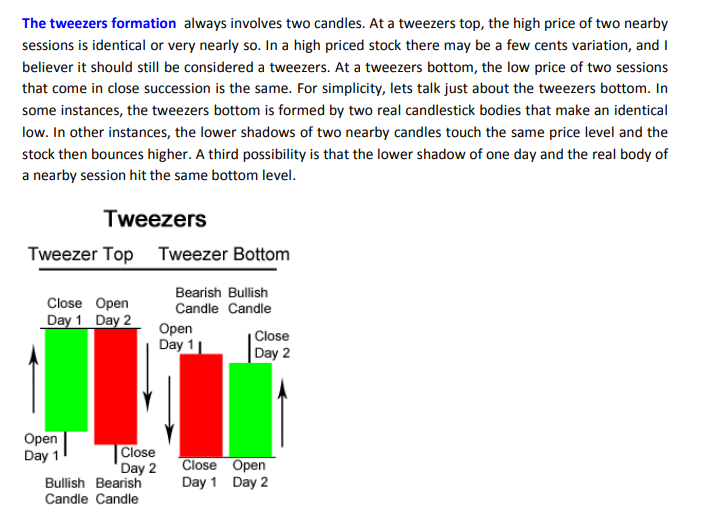 The tweezers formation always involves two candles. At a tweezers top, the high price of two nearby
sessions is identical or very nearly so. In a high priced stock there may be a few cents variation, and I
believer it should still be considered a tweezers. At a tweezers bottom, the low price of two sessions
that come in close succession is the same. For simplicity, lets talk just about the tweezers bottom. In
some instances, the tweezers bottom is formed by two real candlestick bodies that make an identical
low. In other instances, the lower shadows of two nearby candles touch the same price level and the
stock then bounces higher. A third possibility is that the lower shadow of one day and the real body of
a nearby session hit the same bottom level.
Tweezers
Tweezer Top Tweezer Bottom
Close Open
Day 1 Day 2
Bearish Bullish
Candle Candle
Open
Day 1
Close
Day 2
Open
Day 1
Close
Day 2
Bullish Bearish
Candle Candle
Close Open
Day 1 Day 2